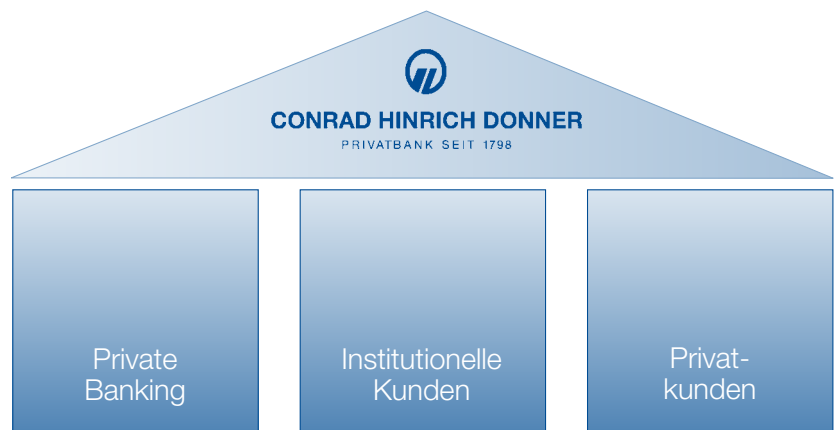 CONRAD HINRICH DONNER
PRIVATBANK SEIT 1798
Private
Banking
Institutionelle
Kunden
Privat-
kunden